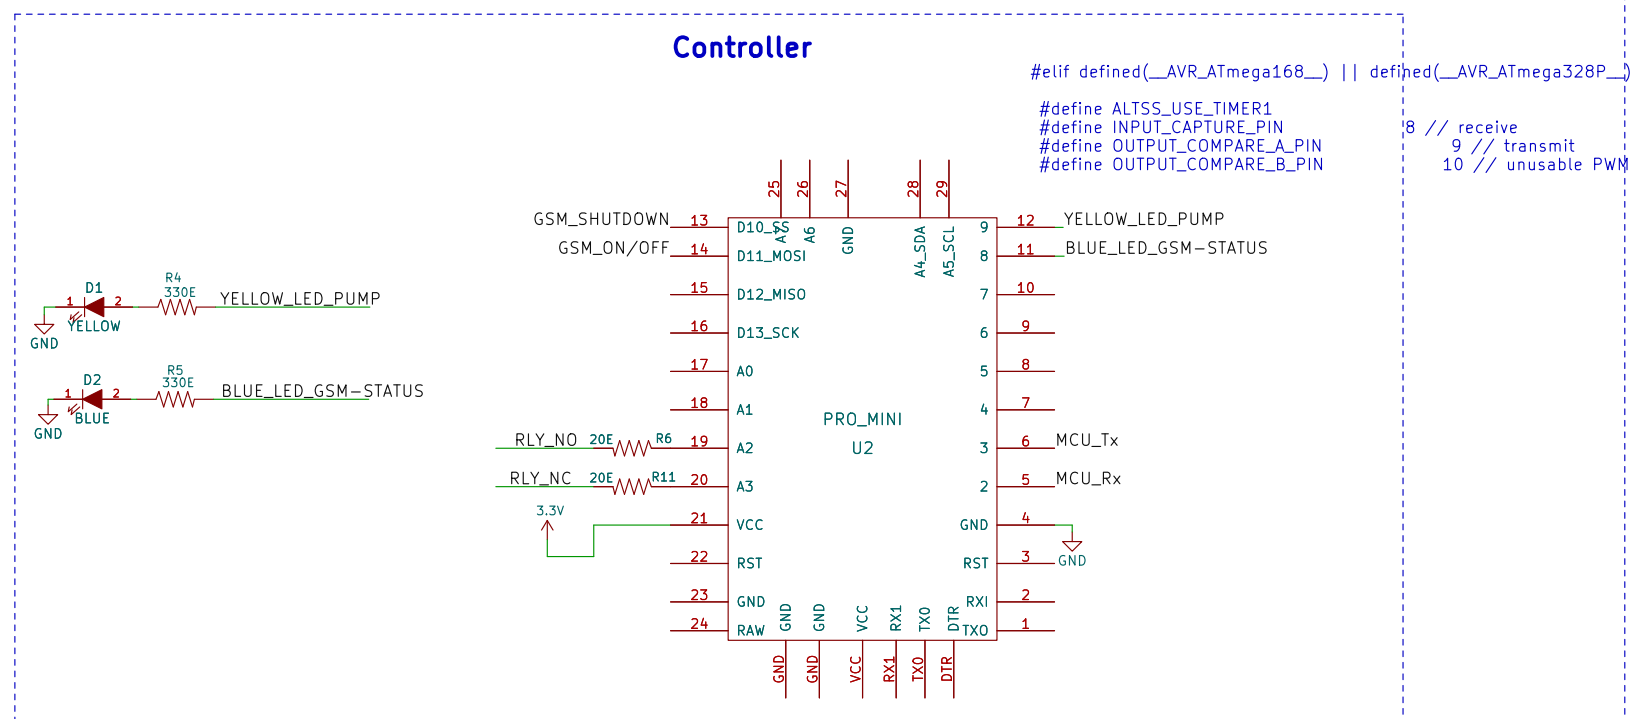 Controller
#elif defined(__AVR_ATmega168__) || defined(__AVR_ATmega328P__)
#define ALTSS_USE_TIMER1
#define INPUT_CAPTURE_PIN 8 // receive
#define OUTPUT_COMPARE_A_PIN 9 // transmit
#define OUTPUT_COMPARE_B_PIN 10 // unusable PWM
25 26 27 28 29
A7 A6 GND A4_SDA A5_SCL
GSM_SHUTDOWN 13 D10_SS 9 12 YELLOW_LED_PUMP
GSM_ON/OFF 14 D11_MOSI 8 11 BLUE_LED_GSM-STATUS
15 D12_MISO 7 10
16 D13_SCK 6 9
17 A0 5 8
18 A1 4 7
RLY_NO 20E R6 19 A2 3 6 MCU_Tx
RLY_NC 20E R11 20 A3 2 5 MCU_Rx
3.3V
21 VCC GND 4
GND
22 RST RST 3
23 GND RXI 2
24 RAW TXO 1
PRO_MINI
U2
GND GND VCC RX1 TX0 DTR
GND GND VCC RX1 TX0 DTR
D1 R4
330E
1 2 YELLOW_LED_PUMP
YELLOW
GND
D2 R5
330E
1 2 BLUE_LED_GSM-STATUS
BLUE
GND